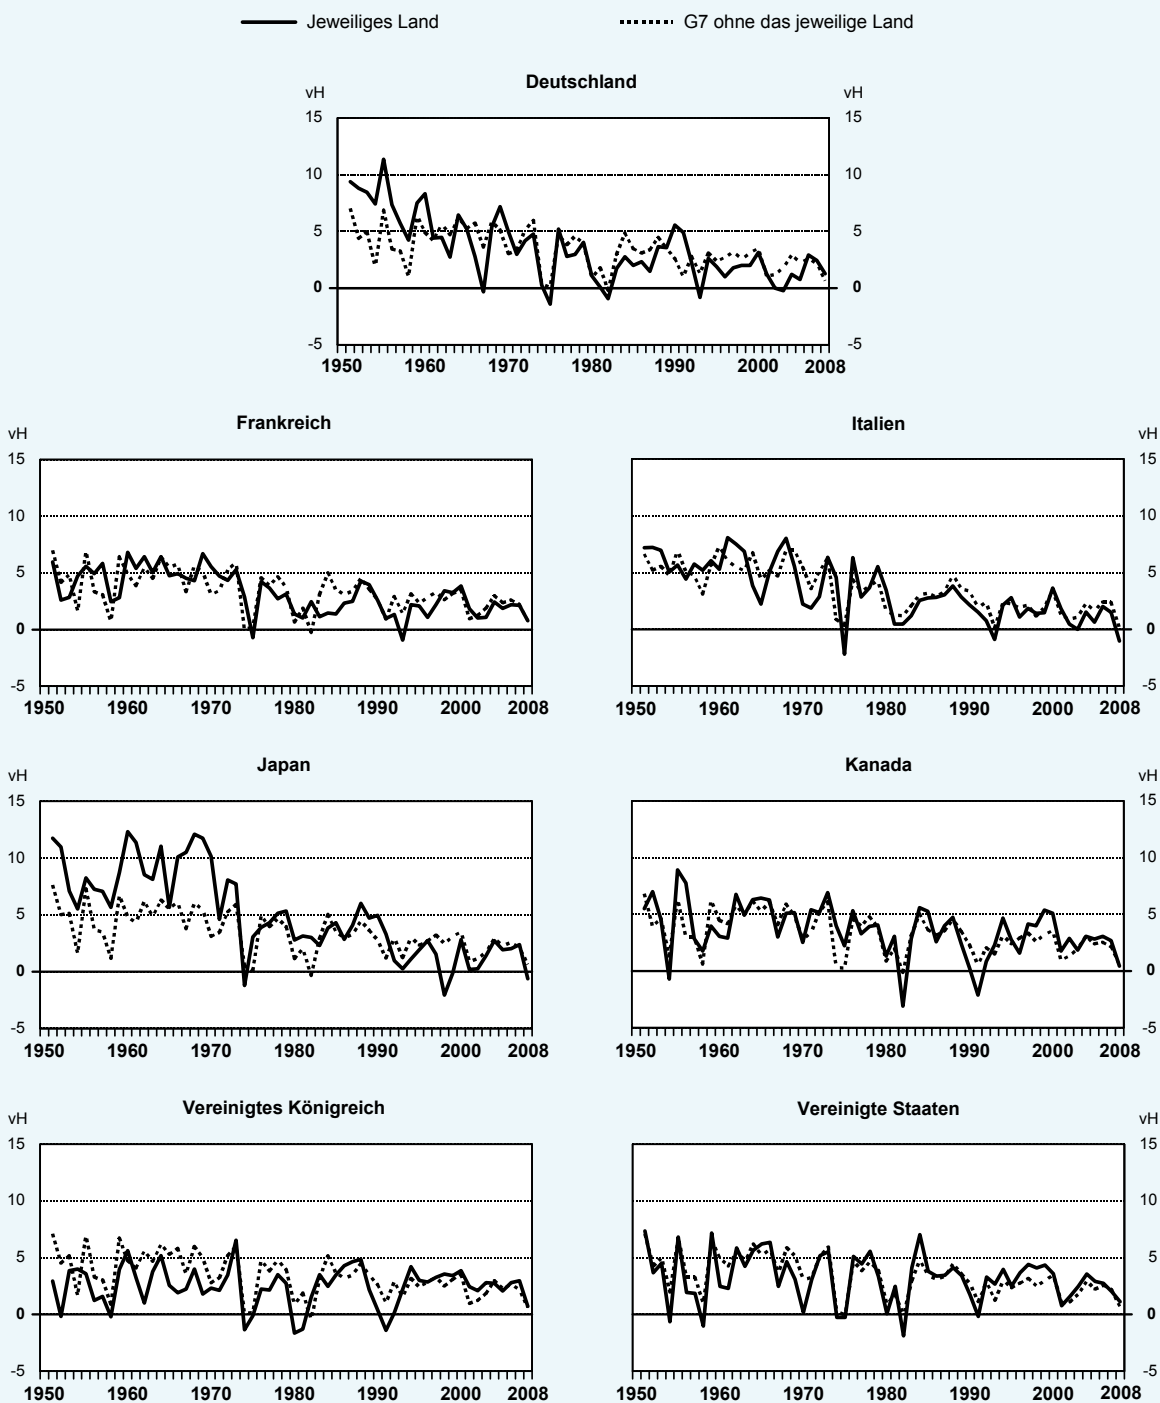 Jeweiliges Land G7 ohne das jeweilige Land
Deutschland
vH vH
15 15
10 10
5 5
0 0
-5 -5
1950 1960 1970 1980 1990 2000 2008
Frankreich Italien
vH vH
15 15
10 10
5 5
0 0
-5 -5
1950 1960 1970 1980 1990 2000 2008 1950 1960 1970 1980 1990 2000 2008
Japan Kanada
vH vH
15 15
10 10
5 5
0 0
-5 -5
1950 1960 1970 1980 1990 2000 2008 1950 1960 1970 1980 1990 2000 2008
Vereinigtes Königreich Vereinigte Staaten
vH vH
15 15
10 10
5 5
0 0
-5 -5
1950 1960 1970 1980 1990 2000 2008 1950 1960 1970 1980 1990 2000 2008